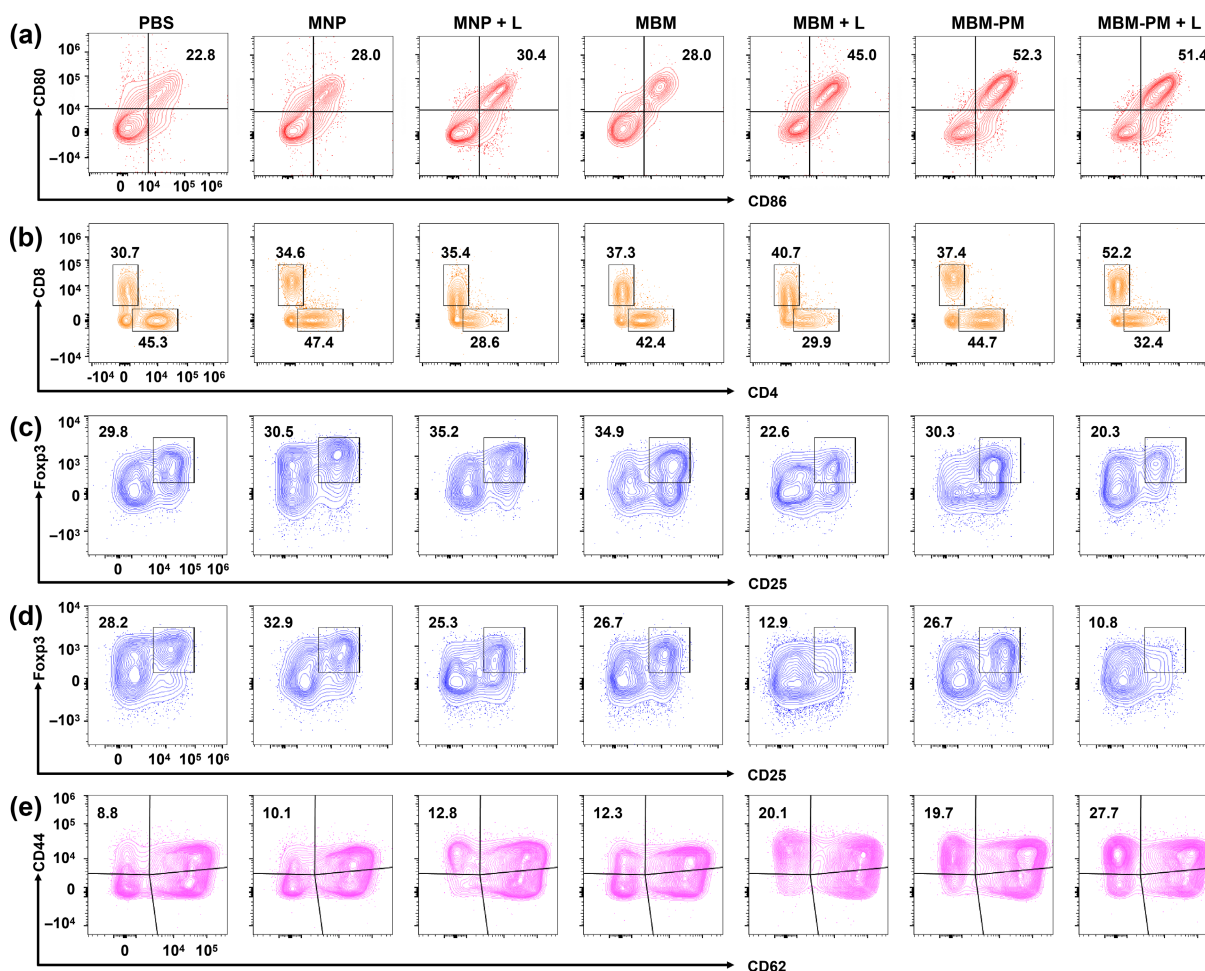 PBS MNP MNP + L MBM MBM + L MBM-PM MBM-PM + L
(a)
CD80
10⁶
10⁵
10⁴
0
−10⁴
22.8 28.0 30.4 28.0 45.0 52.3 51.4
0 10⁴ 10⁵ 10⁶
CD86
(b)
CD8
10⁶
10⁵
10⁴
0
−10⁴
30.7 34.6 35.4 37.3 40.7 37.4 52.2
45.3 47.4 28.6 42.4 29.9 44.7 32.4
-10⁴ 0 10⁴ 10⁶
CD4
(c)
Foxp3
10⁴
10³
0
−10³
29.8 30.5 35.2 34.9 22.6 30.3 20.3
0 10⁴ 10⁵ 10⁶
CD25
(d)
Foxp3
10⁴
10³
0
−10³
28.2 32.9 25.3 26.7 12.9 26.7 10.8
0 10⁴ 10⁵ 10⁶
CD25
(e)
CD44
10⁶
10⁵
10⁴
0
−10⁴
8.8 10.1 12.8 12.3 20.1 19.7 27.7
0 10⁴ 10⁵
CD62